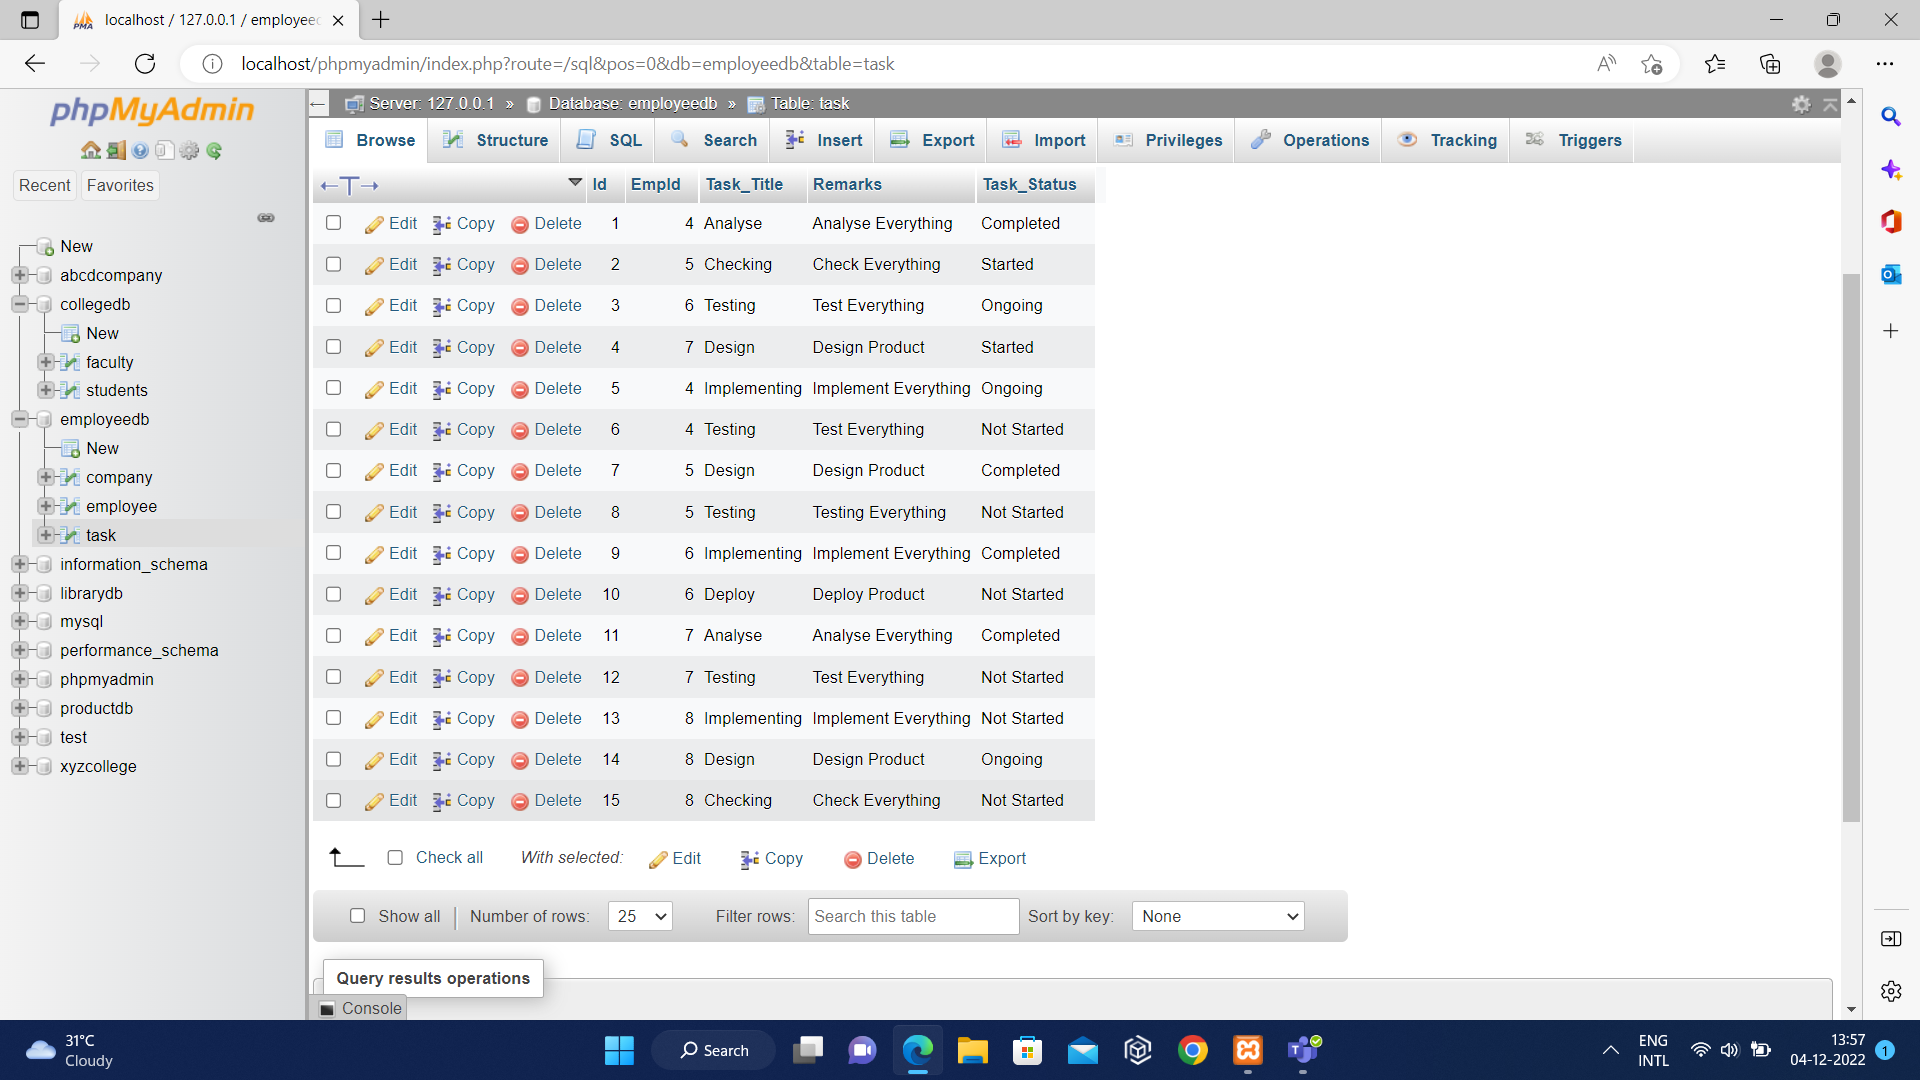 localhost / 127.0.0.1 / employeec
localhost/phpmyadmin/index.php?route=/sql&pos=0&db=employeedb&table=task
phpMyAdmin
Recent Favorites
New
abcdcompany
collegedb
New
faculty
students
employeedb
New
company
employee
task
information_schema
librarydb
mysql
performance_schema
phpmyadmin
productdb
test
xyzcollege
Server: 127.0.0.1 » Database: employeedb » Table: task
Browse Structure SQL Search Insert Export Import Privileges Operations Tracking Triggers
Id EmpId Task_Title Remarks Task_Status
Edit Copy Delete 1 4 Analyse Analyse Everything Completed
Edit Copy Delete 2 5 Checking Check Everything Started
Edit Copy Delete 3 6 Testing Test Everything Ongoing
Edit Copy Delete 4 7 Design Design Product Started
Edit Copy Delete 5 4 Implementing Implement Everything Ongoing
Edit Copy Delete 6 4 Testing Test Everything Not Started
Edit Copy Delete 7 5 Design Design Product Completed
Edit Copy Delete 8 5 Testing Testing Everything Not Started
Edit Copy Delete 9 6 Implementing Implement Everything Completed
Edit Copy Delete 10 6 Deploy Deploy Product Not Started
Edit Copy Delete 11 7 Analyse Analyse Everything Completed
Edit Copy Delete 12 7 Testing Test Everything Not Started
Edit Copy Delete 13 8 Implementing Implement Everything Not Started
Edit Copy Delete 14 8 Design Design Product Ongoing
Edit Copy Delete 15 8 Checking Check Everything Not Started
Check all With selected: Edit Copy Delete Export
Show all Number of rows: 25 Filter rows: Search this table Sort by key: None
Query results operations
Console
31°C
Cloudy
Search
ENG
INTL
13:57
04-12-2022
1